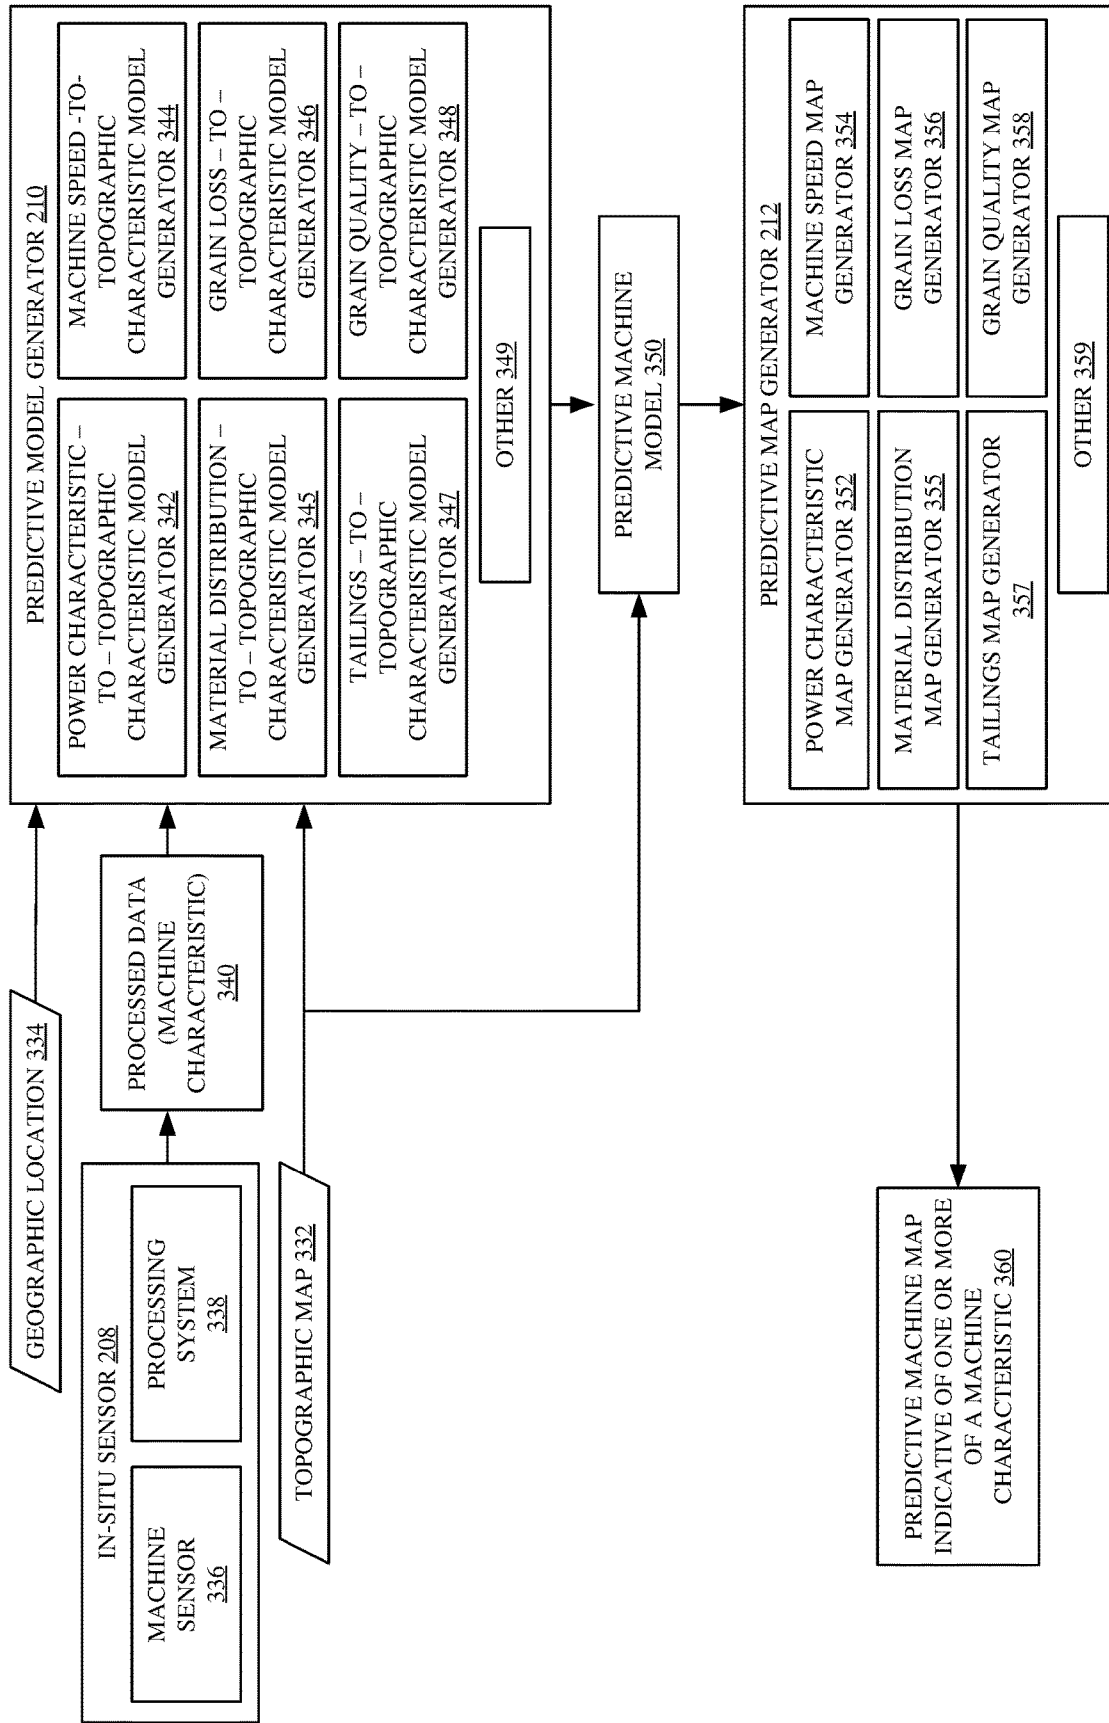 IN-SITU SENSOR 208
MACHINE
SENSOR
336
PROCESSING
SYSTEM
338
GEOGRAPHIC LOCATION 334
TOPOGRAPHIC MAP 332
PROCESSED DATA
(MACHINE
CHARACTERISTIC)
340
PREDICTIVE MODEL GENERATOR 210
POWER CHARACTERISTIC –
TO – TOPOGRAPHIC
CHARACTERISTIC MODEL
GENERATOR 342
MACHINE SPEED -TO-
TOPOGRAPHIC
CHARACTERISTIC MODEL
GENERATOR 344
MATERIAL DISTRIBUTION –
TO – TOPOGRAPHIC
CHARACTERISTIC MODEL
GENERATOR 345
GRAIN LOSS – TO –
TOPOGRAPHIC
CHARACTERISTIC MODEL
GENERATOR 346
TAILINGS – TO –
TOPOGRAPHIC
CHARACTERISTIC MODEL
GENERATOR 347
GRAIN QUALITY – TO –
TOPOGRAPHIC
CHARACTERISTIC MODEL
GENERATOR 348
OTHER 349
PREDICTIVE MACHINE
MODEL 350
PREDICTIVE MAP GENERATOR 212
POWER CHARACTERISTIC
MAP GENERATOR 352
MACHINE SPEED MAP
GENERATOR 354
MATERIAL DISTRIBUTION
MAP GENERATOR 355
GRAIN LOSS MAP
GENERATOR 356
TAILINGS MAP GENERATOR
357
GRAIN QUALITY MAP
GENERATOR 358
OTHER 359
PREDICTIVE MACHINE MAP
INDICATIVE OF ONE OR MORE
OF A MACHINE
CHARACTERISTIC 360